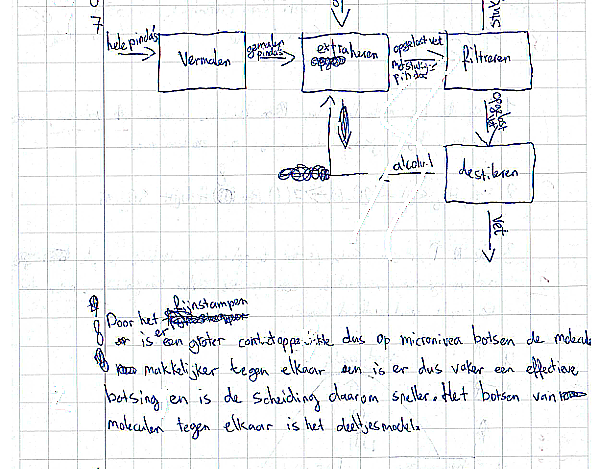 7
hele pinda's
Vermalen
gemalen pinda's
extraheren
opgelost vet
pinda
filtreren
opgelost vet
destileren
alcohol
vet
8
Door het fijnstampen
er is er een groter contactoppervlakte dus op microniveau botsen de moleculen
makkelijker tegen elkaar en is er dus vaker een effectieve
botsing en is de scheiding daarom sneller. Het botsen van
moleculen tegen elkaar is het deeltjesmodel.